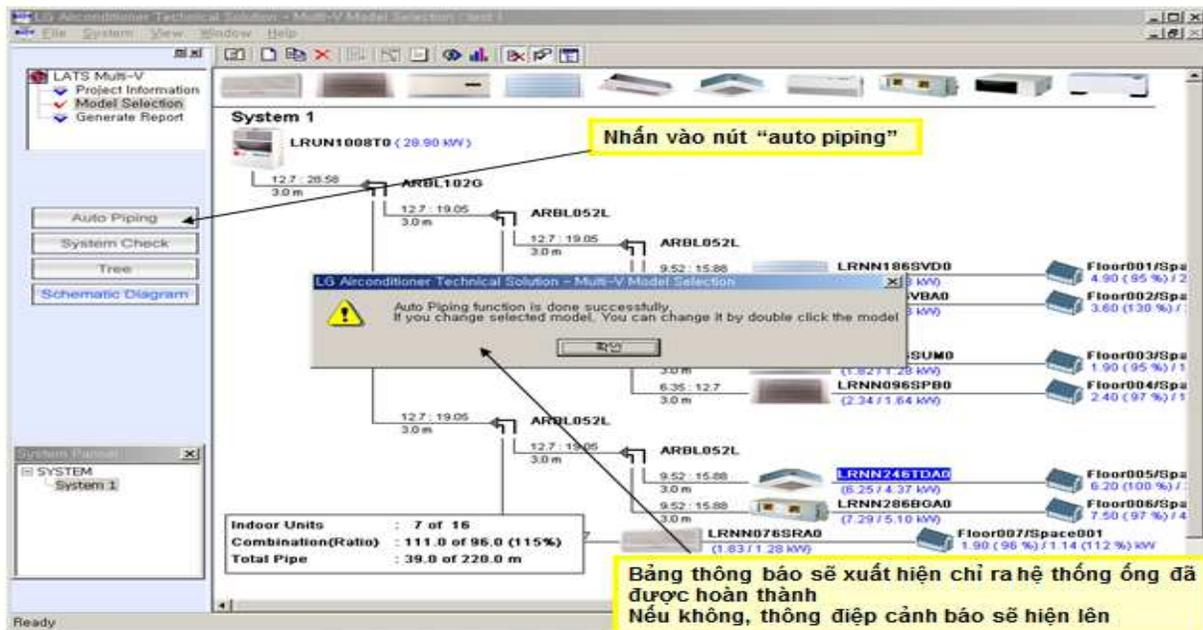 LG Airconditioner Technical Solution - Multi-V Model Selection : test 1
File System View Window Help
LATS Multi-V
Project Information
Model Selection
Generate Report
Auto Piping
System Check
Tree
Schematic Diagram
System Pannel
SYSTEM
System 1
System 1
LRUN1008T0 (28.90 kW)
Nhấn vào nút “auto piping”
12.7 : 28.58
3.0 m
ARBL102G
12.7 : 19.05
3.0 m
ARBL052L
12.7 : 19.05
3.0 m
ARBL052L
9.52 : 15.88
LRNN186SVD0
Floor001/Spa
4.90 (95 %) / 2
VBA0
Floor002/Spa
3.60 (130 %) /
LG Airconditioner Technical Solution - Multi-V Model Selection
Auto Piping function is done successfully,
If you change selected model, You can change it by double click the model
확인
SUM0
Floor003/Spa
3.0 m
(1.82 / 1.28 kW)
1.90 (95 %) / 1
6.35 : 12.7
LRNN096SPB0
Floor004/Spa
3.0 m
(2.34 / 1.64 kW)
2.40 (97 %) / 1
12.7 : 19.05
3.0 m
ARBL052L
12.7 : 19.05
3.0 m
ARBL052L
9.52 : 15.88
LRNN246TDA0
Floor005/Spa
3.0 m
(6.25 / 4.37 kW)
6.20 (100 %) /
9.52 : 15.88
LRNN286BGA0
Floor006/Spa
3.0 m
(7.29 / 5.10 kW)
7.50 (97 %) / 4
LRNN076SRA0
Floor007/Space001
(1.83 / 1.28 kW)
1.90 (96 %) / 1.14 (112 %) kW
Indoor Units : 7 of 16
Combination(Ratio) : 111.0 of 96.0 (115%)
Total Pipe : 39.0 of 220.0 m
Bảng thông báo sẽ xuất hiện chỉ ra hệ thống ống đã
được hoàn thành
Nếu không, thông điệp cảnh báo sẽ hiện lên
Ready